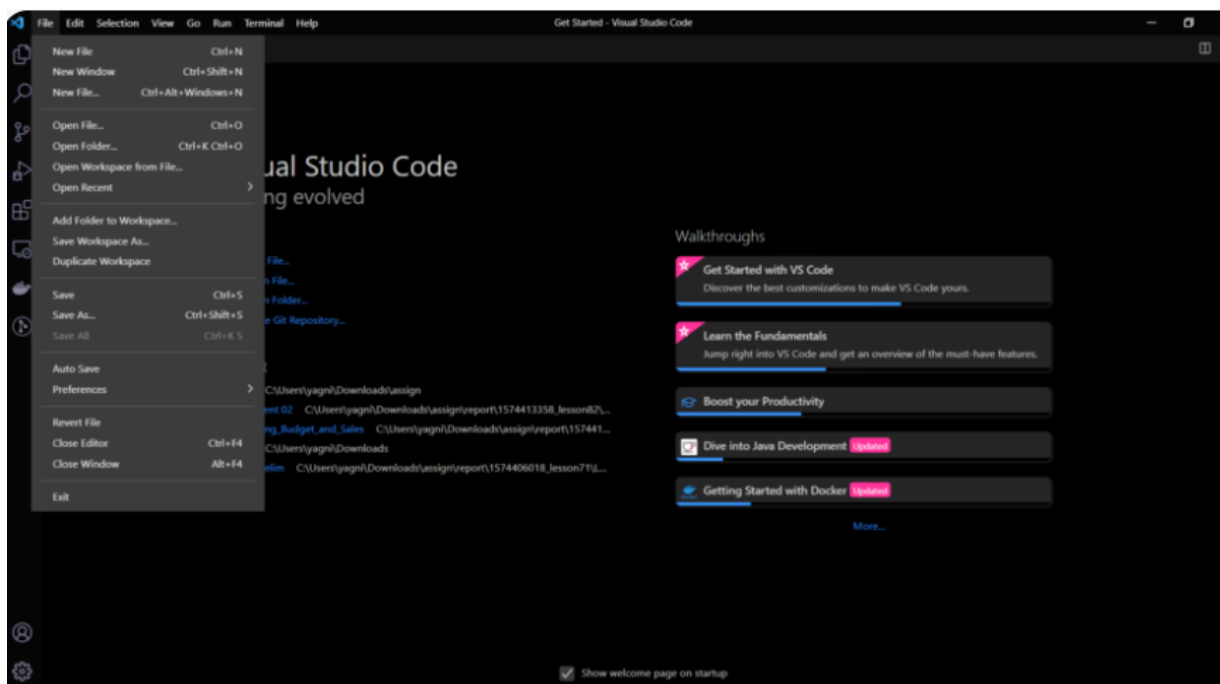 File Edit Selection View Go Run Terminal Help
Get Started - Visual Studio Code
New File Ctrl+N
New Window Ctrl+Shift+N
New File... Ctrl+Alt+Windows+N
Open File... Ctrl+O
Open Folder... Ctrl+K Ctrl+O
Open Workspace from File...
Open Recent
Add Folder to Workspace...
Save Workspace As...
Duplicate Workspace
Save Ctrl+S
Save As... Ctrl+Shift+S
Save All Ctrl+K S
Auto Save
Preferences
Revert File
Close Editor Ctrl+F4
Close Window Alt+F4
Exit
ual Studio Code
ng evolved
File...
n File...
n Folder...
e Git Repository...
C:\Users\yagni\Downloads\assign
ent 02 C:\Users\yagni\Downloads\assign\report\1574413358_lesson82\...
ng_Budget_and_Sales C:\Users\yagni\Downloads\assign\report\157441...
C:\Users\yagni\Downloads
elim C:\Users\yagni\Downloads\assign\report\1574406018_lesson71\L...
Walkthroughs
Get Started with VS Code
Discover the best customizations to make VS Code yours.
Learn the Fundamentals
Jump right into VS Code and get an overview of the must-have features.
Boost your Productivity
Dive into Java Development Updated
Getting Started with Docker Updated
More...
Show welcome page on startup